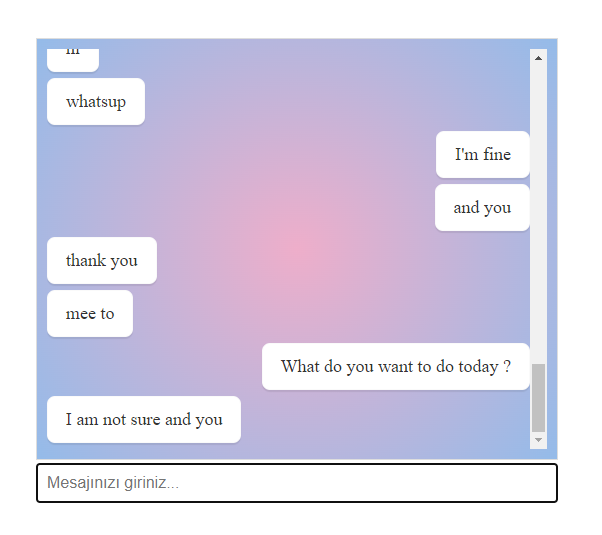 whatsup
I'm fine
and you
thank you
mee to
What do you want to do today ?
I am not sure and you
Mesajınızı giriniz...